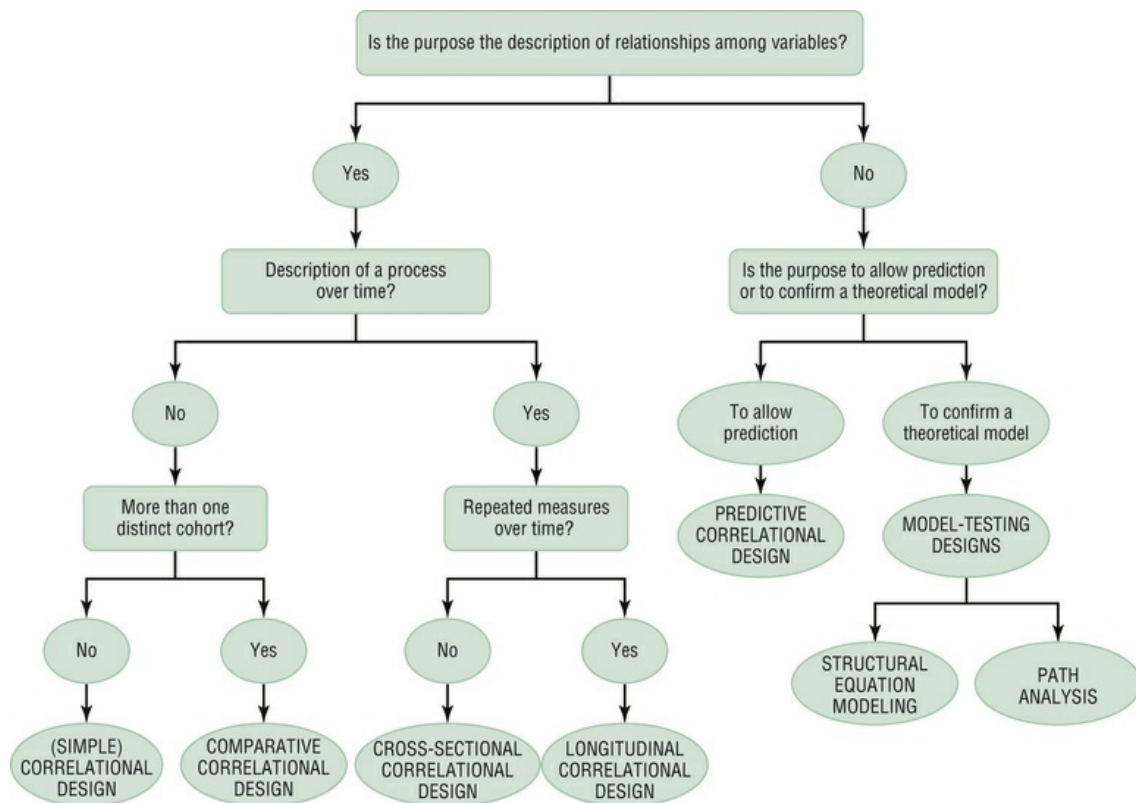 Is the purpose the description of relationships among variables?
Yes
No
Description of a process
over time?
Is the purpose to allow prediction
or to confirm a theoretical model?
No
Yes
To allow
prediction
To confirm a
theoretical model
More than one
distinct cohort?
Repeated measures
over time?
PREDICTIVE
CORRELATIONAL
DESIGN
MODEL-TESTING
DESIGNS
No
Yes
No
Yes
STRUCTURAL
EQUATION
MODELING
PATH
ANALYSIS
(SIMPLE)
CORRELATIONAL
DESIGN
COMPARATIVE
CORRELATIONAL
DESIGN
CROSS-SECTIONAL
CORRELATIONAL
DESIGN
LONGITUDINAL
CORRELATIONAL
DESIGN